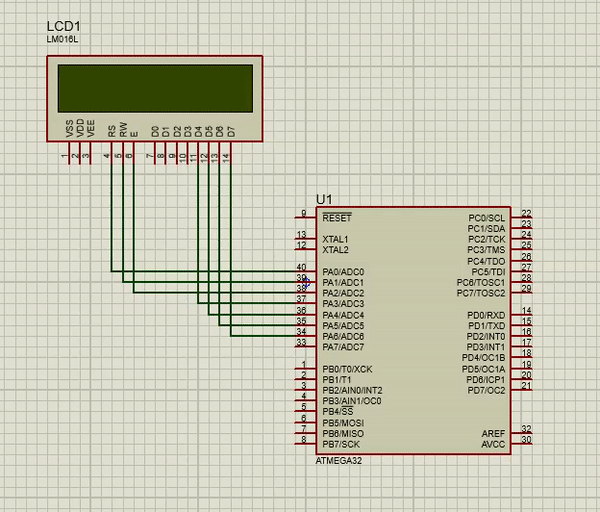 LCD1
LM016L
VSS VDD VEE RS RW E D0 D1 D2 D3 D4 D5 D6 D7
1 2 3 4 5 6 7 8 9 10 11 12 13 14
U1
9 RESET PC0/SCL 22
PC1/SDA 23
13 XTAL1 PC2/TCK 24
12 XTAL2 PC3/TMS 25
PC4/TDO 26
40 PA0/ADC0 PC5/TDI 27
39 PA1/ADC1 PC6/TOSC1 28
38 PA2/ADC2 PC7/TOSC2 29
37 PA3/ADC3
36 PA4/ADC4 PD0/RXD 14
35 PA5/ADC5 PD1/TXD 15
34 PA6/ADC6 PD2/INT0 16
33 PA7/ADC7 PD3/INT1 17
PD4/OC1B 18
1 PB0/T0/XCK PD5/OC1A 19
2 PB1/T1 PD6/ICP1 20
3 PB2/AIN0/INT2 PD7/OC2 21
4 PB3/AIN1/OC0
5 PB4/SS
6 PB5/MOSI
7 PB6/MISO AREF 32
8 PB7/SCK AVCC 30
ATMEGA32